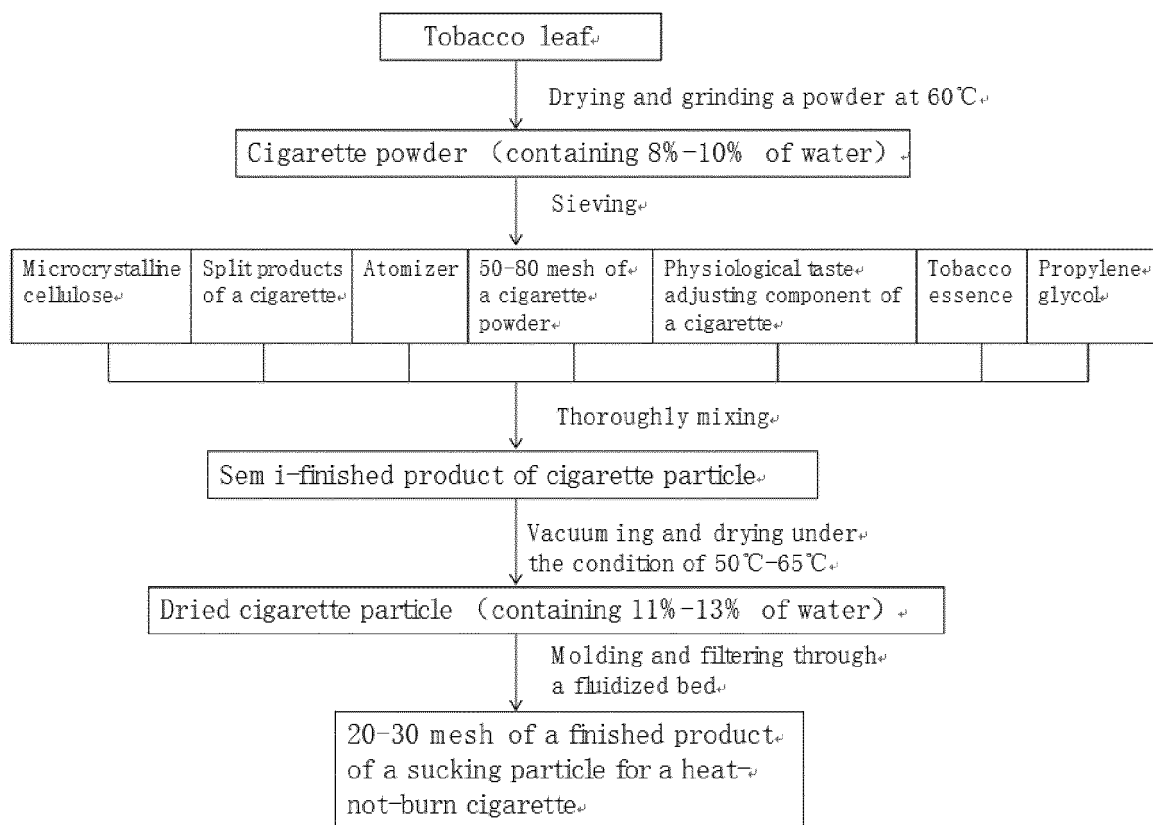 Tobacco leaf
Drying and grinding a powder at 60℃
Cigarette powder （containing 8%-10% of water）
Sieving
Microcrystalline
cellulose
Split products
of a cigarette
Atomizer
50-80 mesh of
a cigarette
powder
Physiological taste
adjusting component of
a cigarette
Tobacco
essence
Propylene
glycol
Thoroughly mixing
Sem i-finished product of cigarette particle
Vacuum ing and drying under
the condition of 50℃-65℃
Dried cigarette particle （containing 11%-13% of water）
Molding and filtering through
a fluidized bed
20-30 mesh of a finished product
of a sucking particle for a heat-
not-burn cigarette